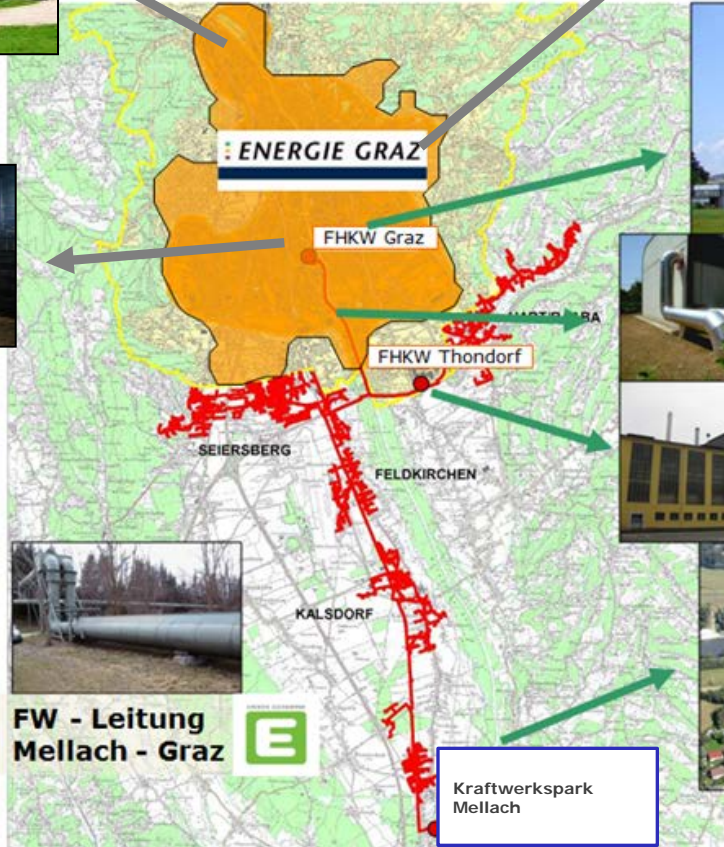 ENERGIE GRAZ
FHKW Graz
FHKW Thondorf
SEIERSBERG
FELDKIRCHEN
KALSDORF
FW - Leitung
Mellach - Graz
E
Kraftwerkspark
Mellach